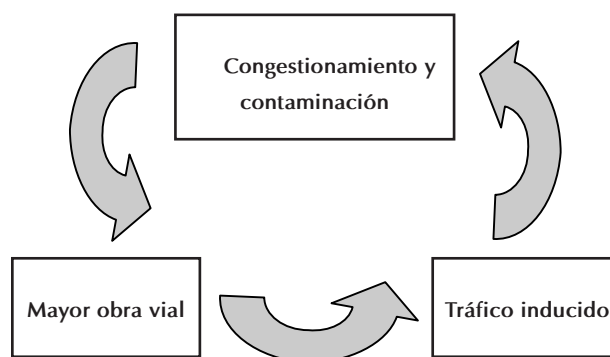 Congestionamiento y
contaminación
Mayor obra vial
Tráfico inducido